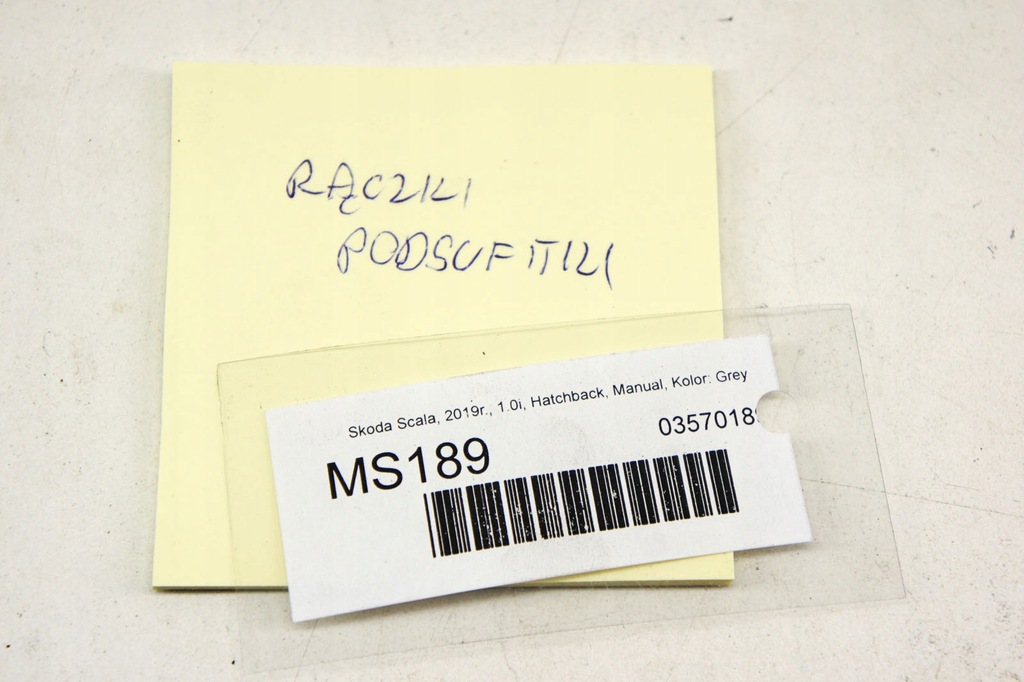 RĄCZKI
PODSUFITKI
Skoda Scala, 2019r., 1.0i, Hatchback, Manual, Kolor: Grey
0357018
MS189